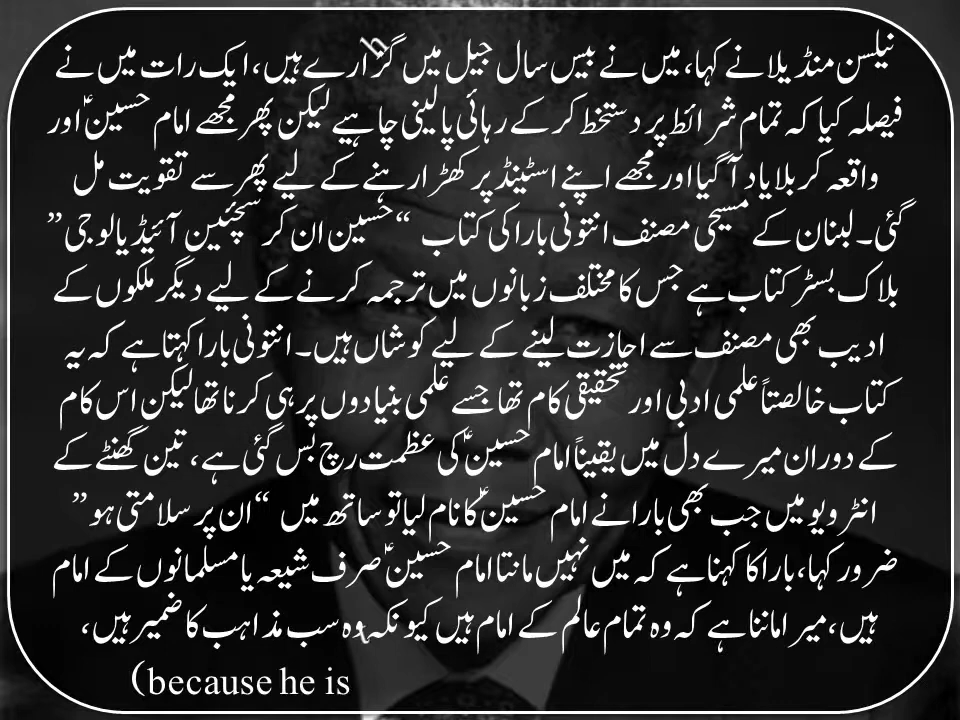 نیلسن منڈیلا نے کہا، میں نے بیس سال جیل میں گزارے ہیں، ایک رات میں نے
فیصلہ کیا کہ تمام شرائط پر دستخط کر کے رہائی پا لینی چاہیے لیکن پھر مجھے امام حسینؑ اور
واقعہ کربلا یاد آ گیا اور مجھے اپنے اسٹینڈ پر کھڑا رہنے کے لیے پھر سے تقویت مل
گئی۔ لبنان کے مسیحی مصنف انتونی بارا کی کتاب “حسین ان کرسچئین آئیڈیالوجی”
بلاک بسٹر کتاب ہے جس کا مختلف زبانوں میں ترجمہ کرنے کے لیے دیگر ملکوں کے
ادیب بھی مصنف سے اجازت لینے کے لیے کوشاں ہیں۔ انتونی بارا کہتا ہے کہ یہ
کتاب خالصتاً علمی ادبی اور تحقیقی کام تھا جسے علمی بنیادوں پر ہی کرنا تھا لیکن اس کام
کے دوران میرے دل میں یقیناً امام حسینؑ کی عظمت رچ بس گئی ہے، تین گھنٹے کے
انٹرویو میں جب بھی بارا نے امام حسینؑ کا نام لیا تو ساتھ میں “ان پر سلامتی ہو”
ضرور کہا، بارا کا کہنا ہے کہ میں نہیں مانتا امام حسینؑ صرف شیعہ یا مسلمانوں کے امام
ہیں، میرا ماننا ہے کہ وہ تمام عالم کے امام ہیں کیونکہ وہ سب مذاہب کا ضمیر ہیں،
(because he is